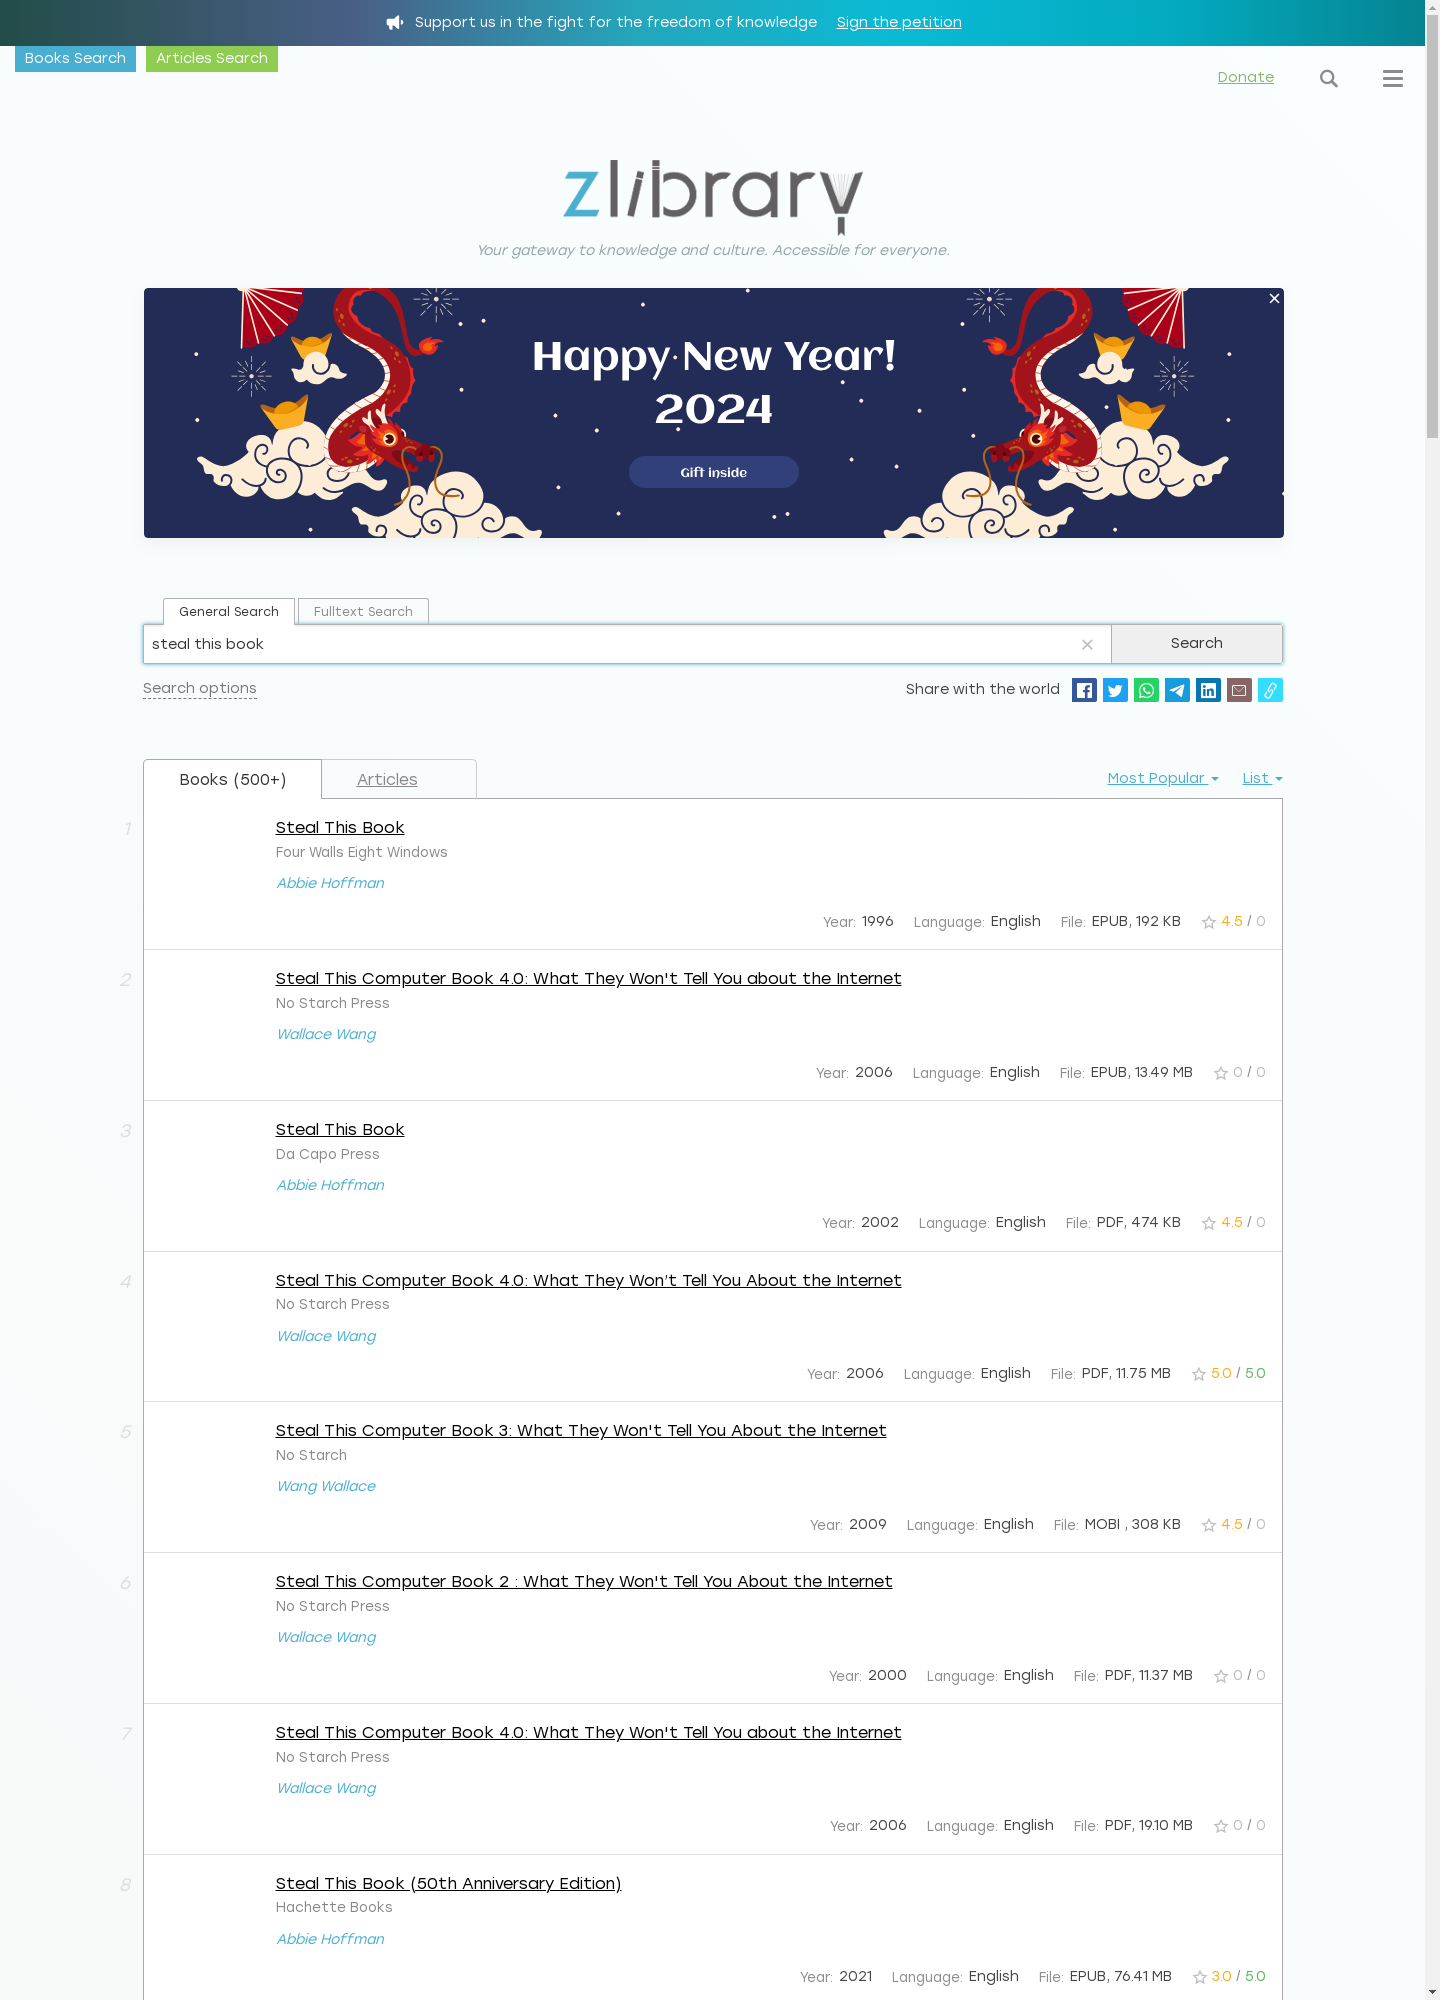 Support us in the fight for the freedom of knowledge Sign the petition
Books Search Articles Search
Donate
zlibrary
Your gateway to knowledge and culture. Accessible for everyone.
Happy New Year!
2024
Gift inside
General Search Fulltext Search
steal this book Search
Search options Share with the world
Books (500+) Articles Most Popular List
1 Steal This Book
Four Walls Eight Windows
Abbie Hoffman
Year: 1996 Language: English File: EPUB, 192 KB 4.5 / 0
2 Steal This Computer Book 4.0: What They Won't Tell You about the Internet
No Starch Press
Wallace Wang
Year: 2006 Language: English File: EPUB, 13.49 MB 0 / 0
3 Steal This Book
Da Capo Press
Abbie Hoffman
Year: 2002 Language: English File: PDF, 474 KB 4.5 / 0
4 Steal This Computer Book 4.0: What They Won’t Tell You About the Internet
No Starch Press
Wallace Wang
Year: 2006 Language: English File: PDF, 11.75 MB 5.0 / 5.0
5 Steal This Computer Book 3: What They Won't Tell You About the Internet
No Starch
Wang Wallace
Year: 2009 Language: English File: MOBI , 308 KB 4.5 / 0
6 Steal This Computer Book 2 : What They Won't Tell You About the Internet
No Starch Press
Wallace Wang
Year: 2000 Language: English File: PDF, 11.37 MB 0 / 0
7 Steal This Computer Book 4.0: What They Won't Tell You about the Internet
No Starch Press
Wallace Wang
Year: 2006 Language: English File: PDF, 19.10 MB 0 / 0
8 Steal This Book (50th Anniversary Edition)
Hachette Books
Abbie Hoffman
Year: 2021 Language: English File: EPUB, 76.41 MB 3.0 / 5.0